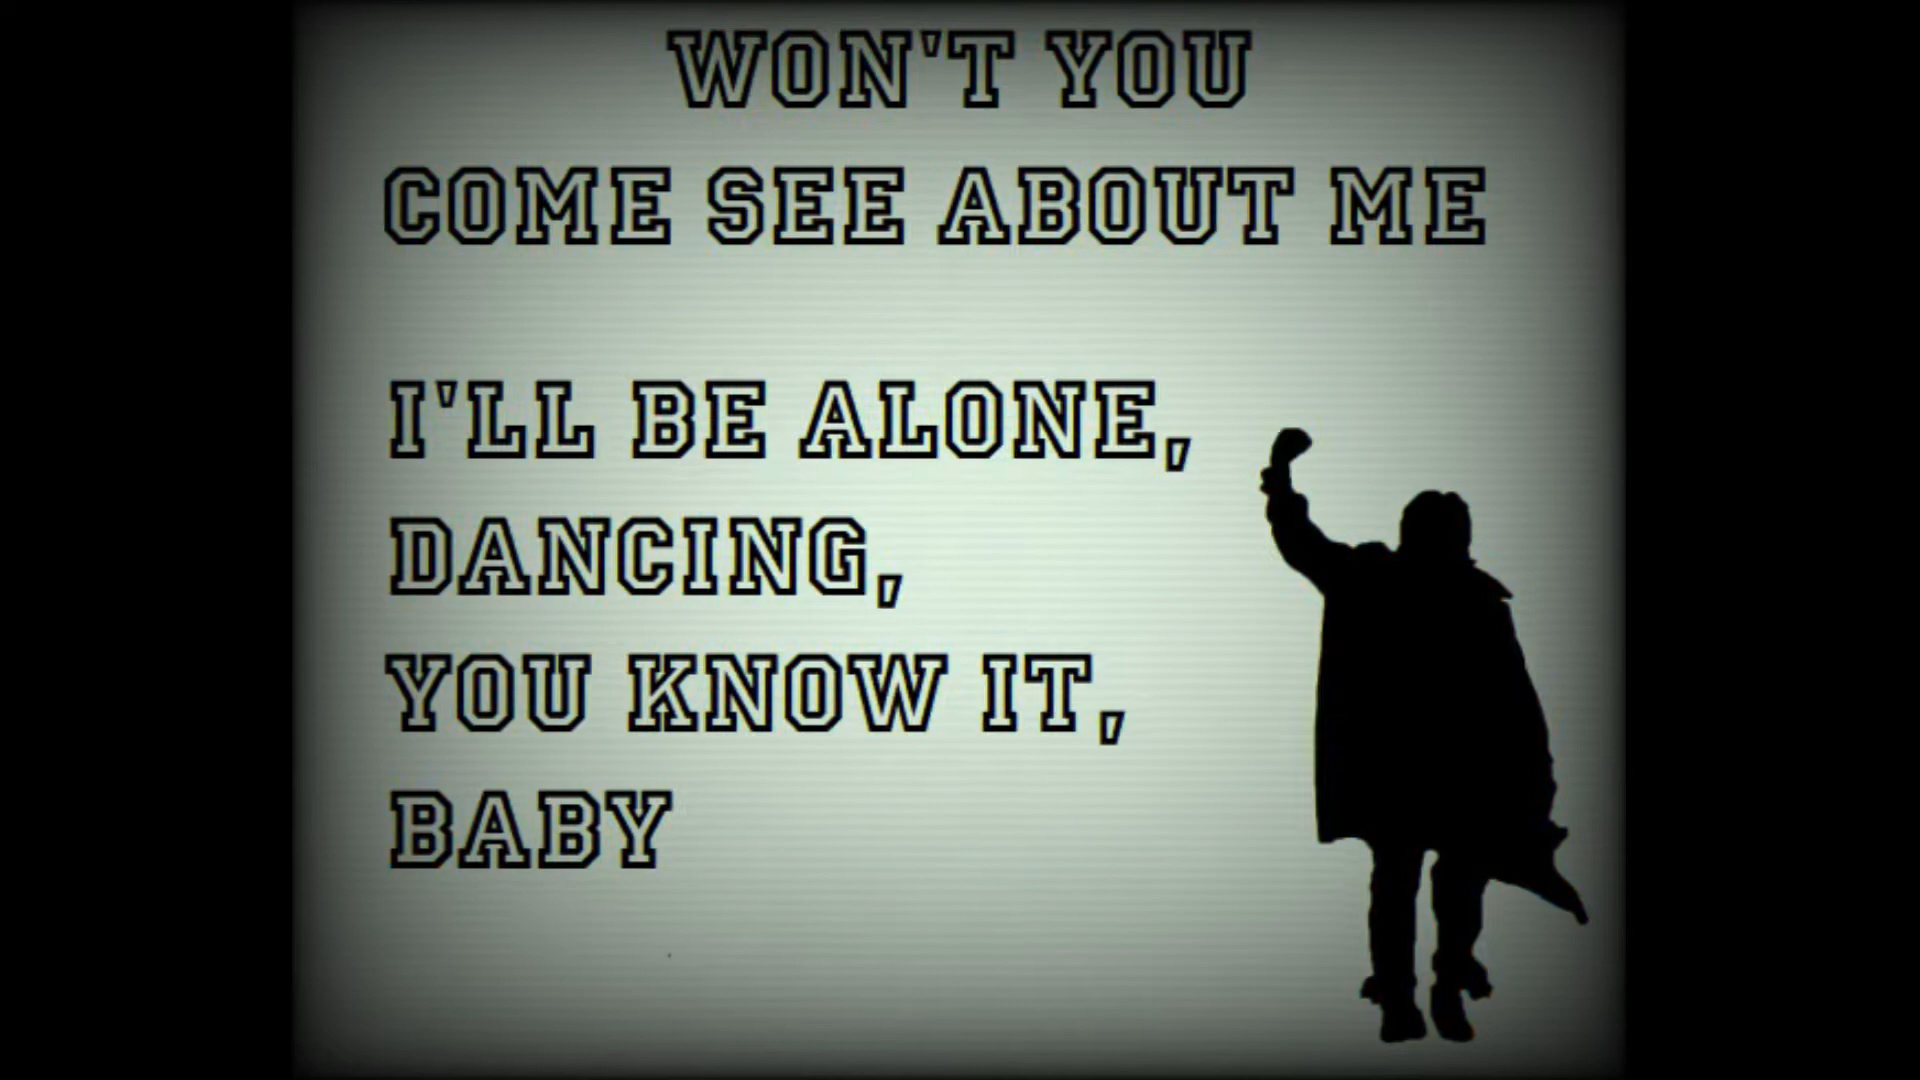 WON'T YOU
COME SEE ABOUT ME
I'LL BE ALONE,
DANCING,
YOU KNOW IT,
BABY